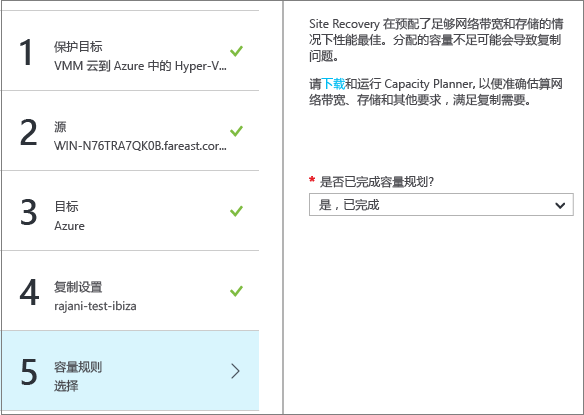 1
保护目标
VMM 云到 Azure 中的 Hyper-V...
2
源
WIN-N76TRA7QK0B.fareast.cor...
3
目标
Azure
4
复制设置
rajani-test-ibiza
5
容量规则
选择
Site Recovery 在预配了足够网络带宽和存储的情
况下性能最佳。分配的容量不足可能会导致复制
问题。
请下载和运行 Capacity Planner, 以便准确估算网
络带宽、存储和其他要求，满足复制需要。
* 是否已完成容量规划?
是，已完成